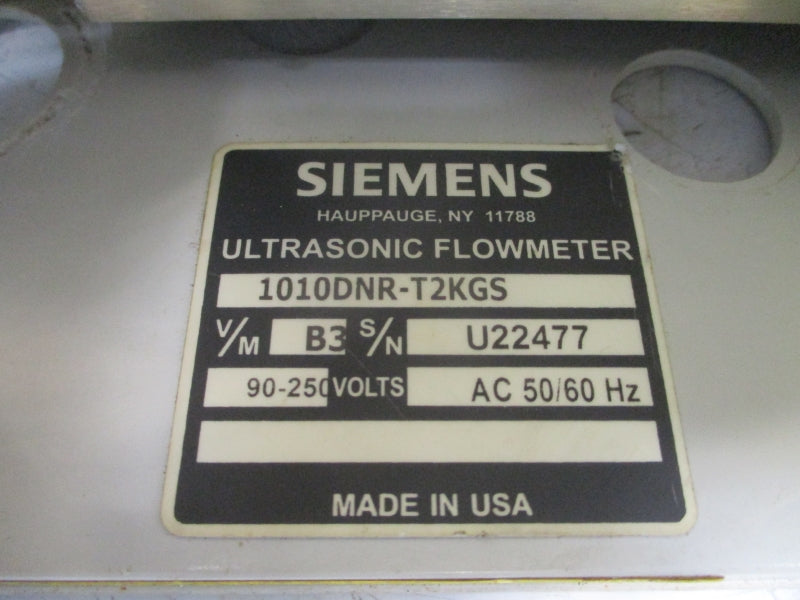 SIEMENS
HAUPPAUGE, NY 11788
ULTRASONIC FLOWMETER
1010DNR-T2KGS
V/M B3 S/N U22477
90-250 VOLTS AC 50/60 Hz
MADE IN USA